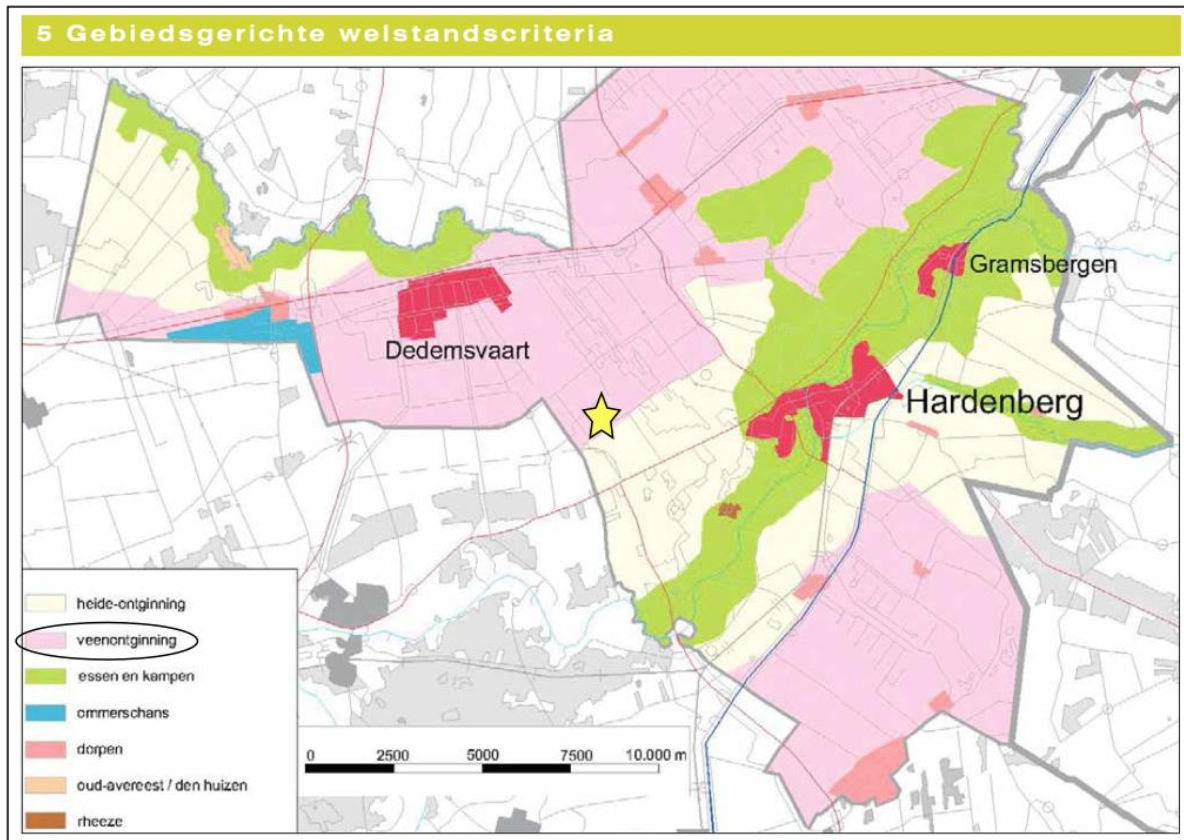 5 Gebiedsgerichte welstandscriteria
Gramsbergen
Dedemsvaart
Hardenberg
heide-ontginning
veenontginning
essen en kampen
ommerschans
dorpen
oud-avereest / den huizen
rheeze
0 2500 5000 7500 10.000 m